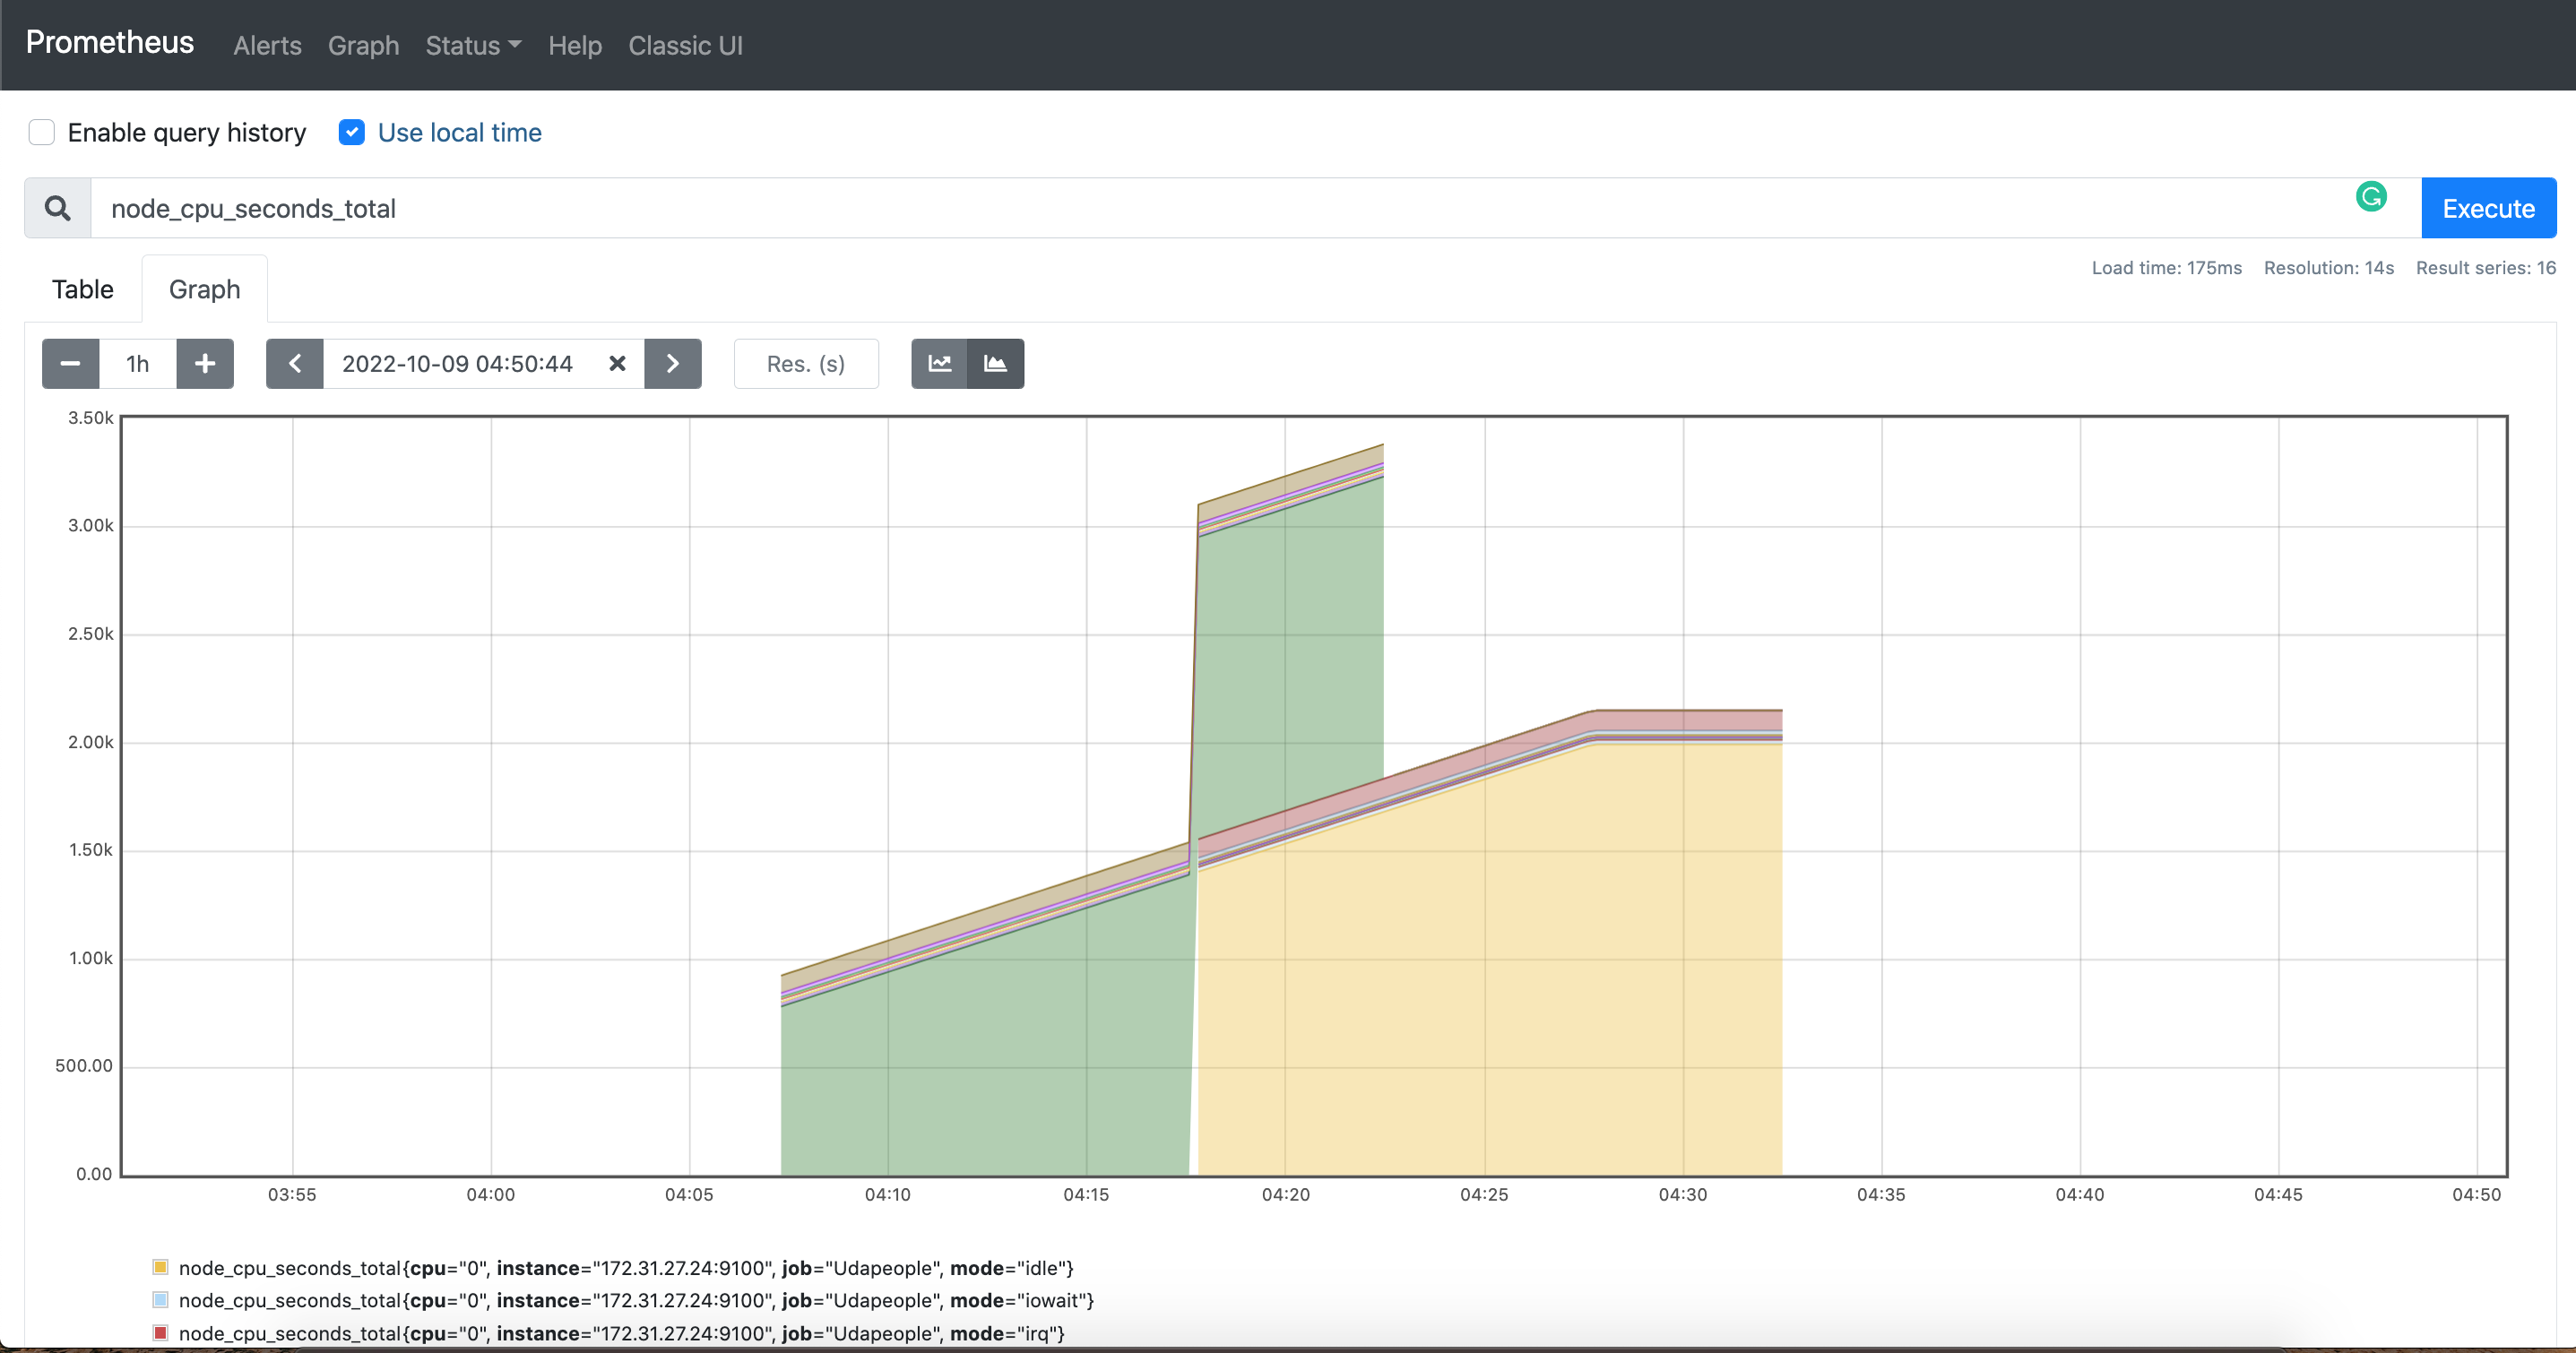 Prometheus Alerts Graph Status Help Classic UI
Enable query history Use local time
node_cpu_seconds_total Execute
Load time: 175ms Resolution: 14s Result series: 16
Table Graph
1h 2022-10-09 04:50:44 Res. (s)
3.50k
3.00k
2.50k
2.00k
1.50k
1.00k
500.00
0.00
03:55 04:00 04:05 04:10 04:15 04:20 04:25 04:30 04:35 04:40 04:45 04:50
node_cpu_seconds_total{cpu="0", instance="172.31.27.24:9100", job="Udapeople", mode="idle"}
node_cpu_seconds_total{cpu="0", instance="172.31.27.24:9100", job="Udapeople", mode="iowait"}
node_cpu_seconds_total{cpu="0", instance="172.31.27.24:9100", job="Udapeople", mode="irq"}